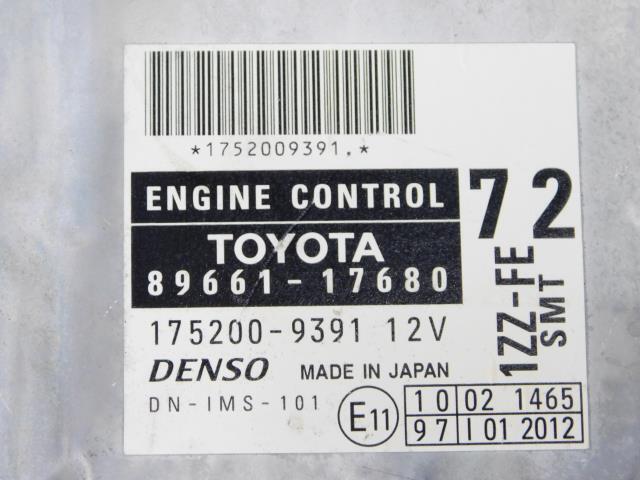 *1752009391.*
ENGINE CONTROL
72
TOYOTA
89661-17680
1ZZ-FE
SMT
175200-9391 12V
DENSO MADE IN JAPAN
DN-IMS-101
E11
10 02 1465
97 I 01 2012